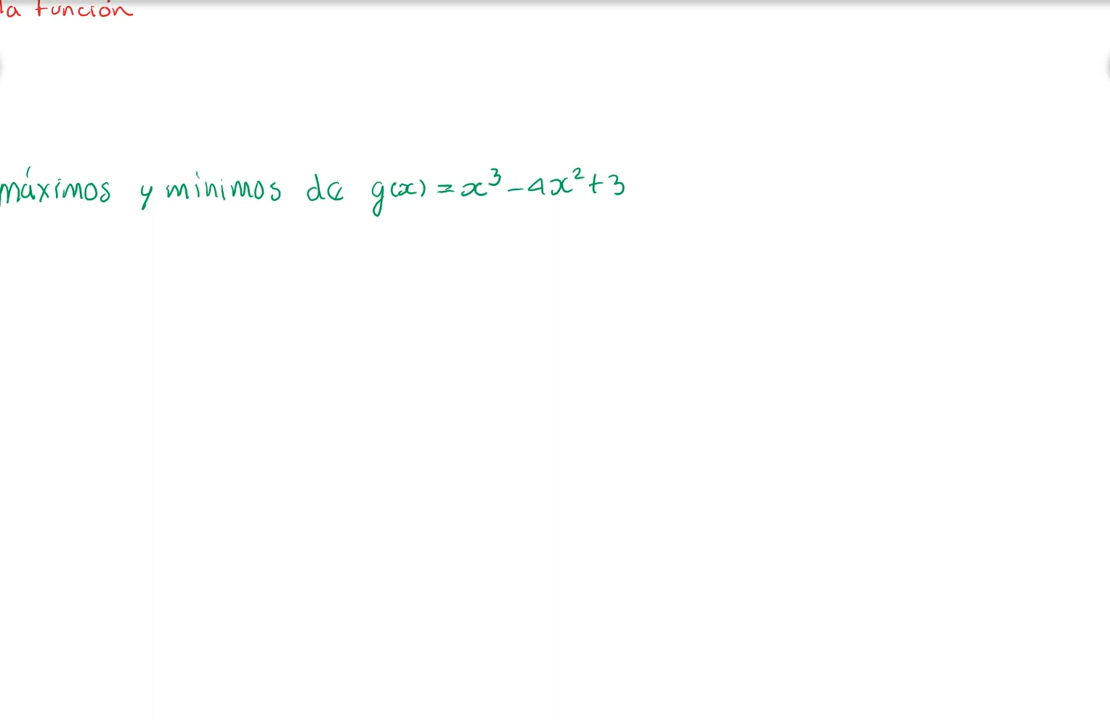 la función
máximos y mínimos de g(x) = x³ - 4x² + 3